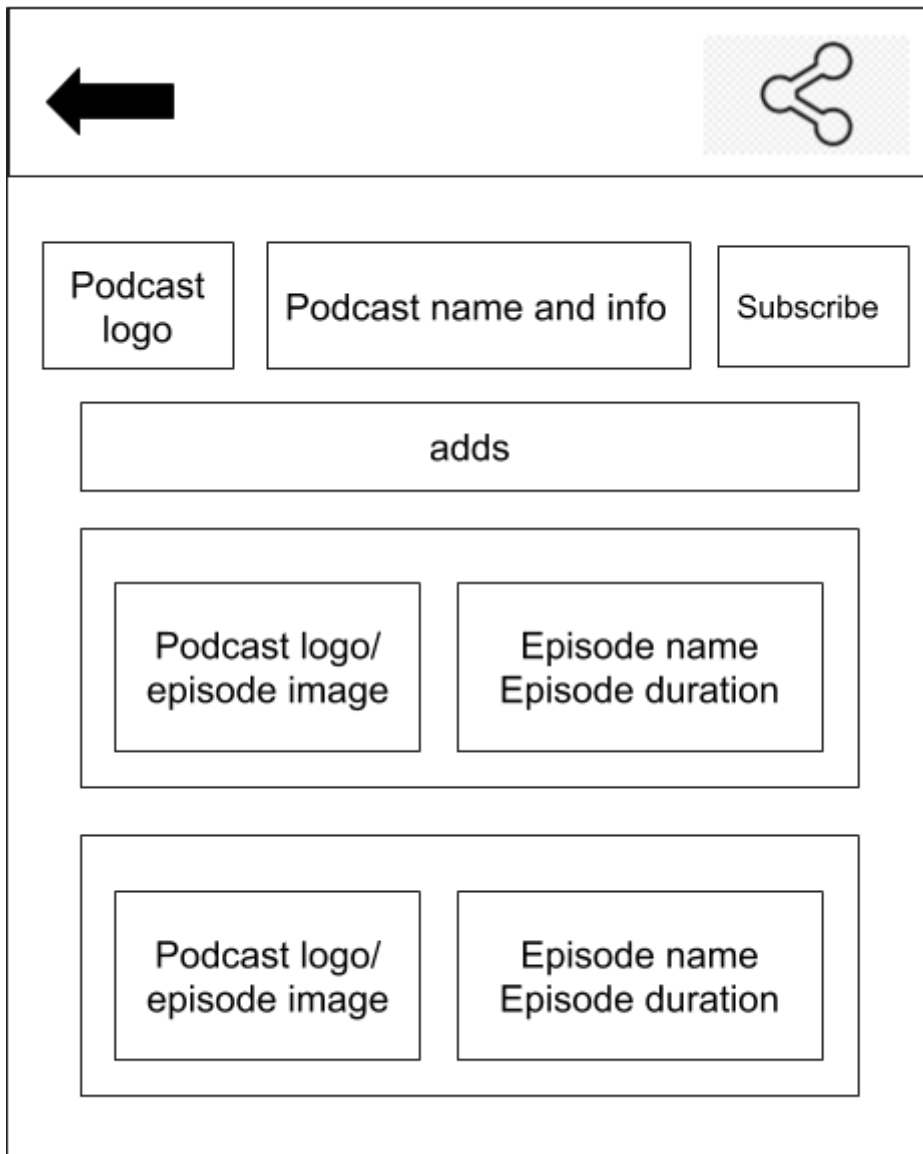 Podcast
logo
Podcast name and info
Subscribe
adds
Podcast logo/
episode image
Episode name
Episode duration
Podcast logo/
episode image
Episode name
Episode duration